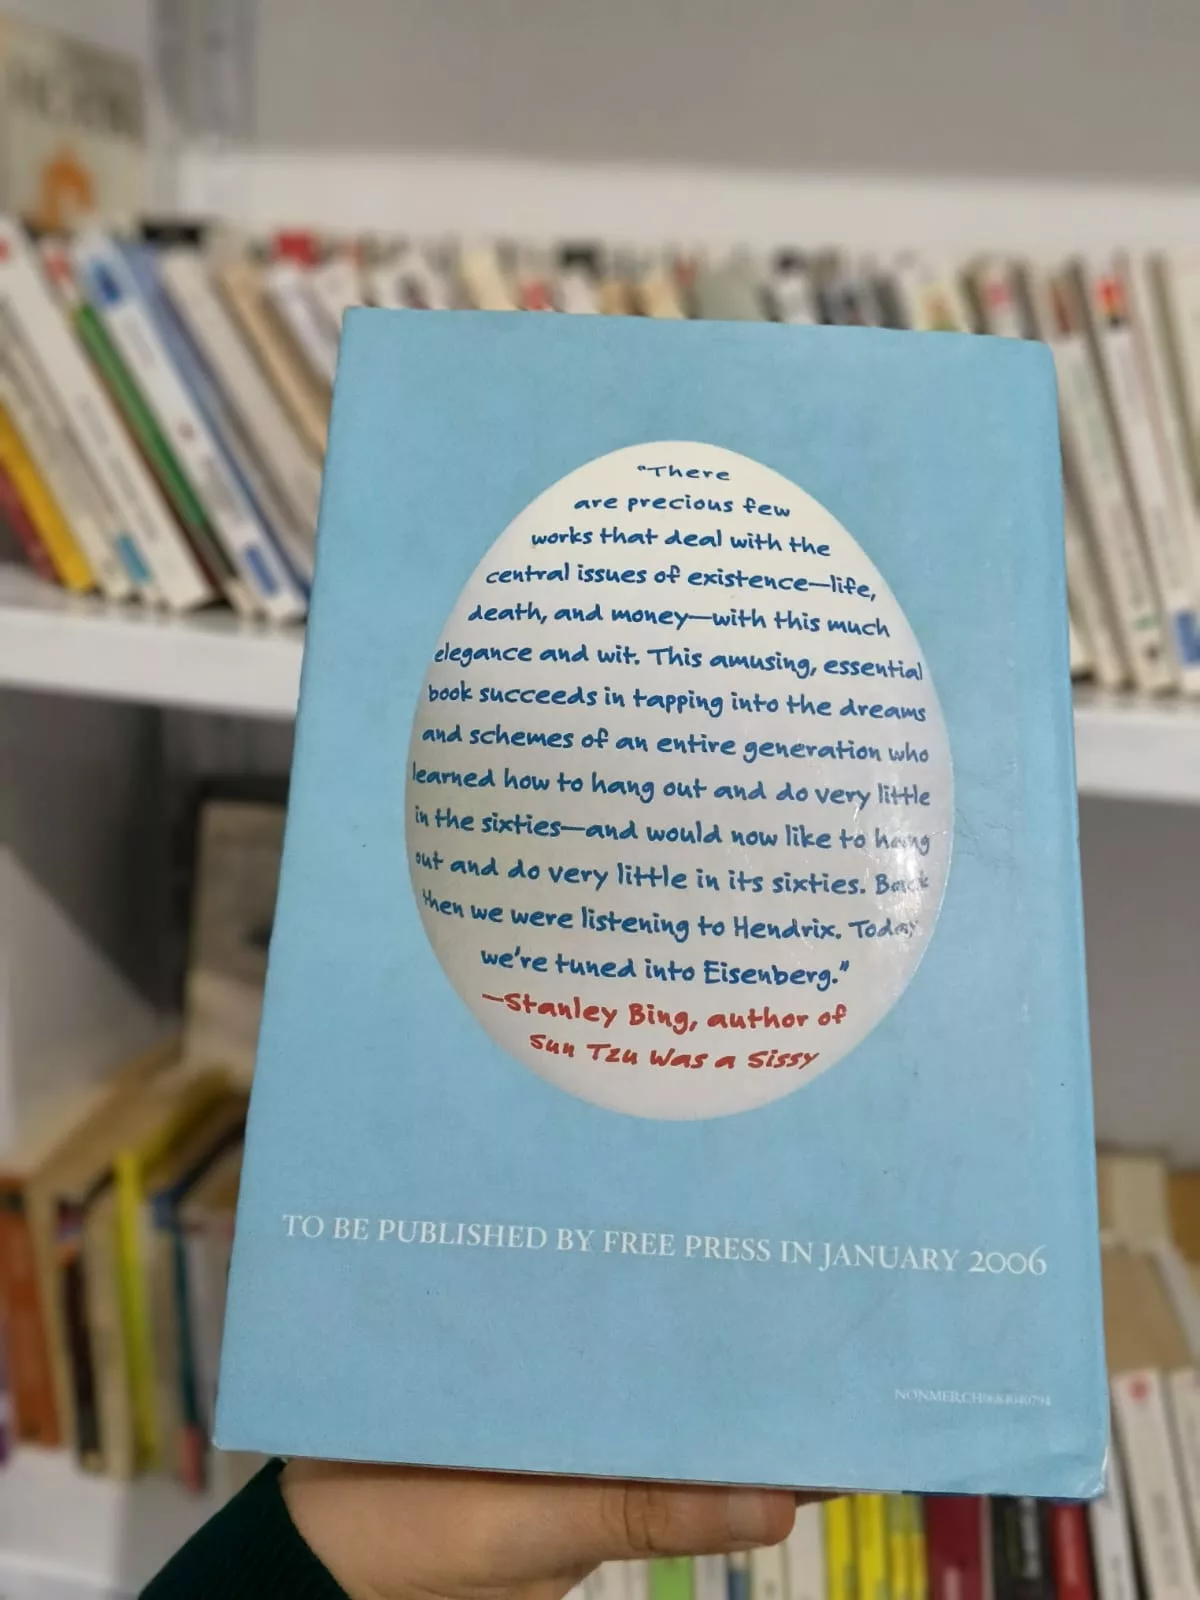 "There
are precious few
works that deal with the
central issues of existence—life,
death, and money—with this much
elegance and wit. This amusing, essential
book succeeds in tapping into the dreams
and schemes of an entire generation who
learned how to hang out and do very little
in the sixties—and would now like to hang
out and do very little in its sixties. Back
then we were listening to Hendrix. Today
we're tuned into Eisenberg."
—Stanley Bing, author of
Sun Tzu Was a Sissy
TO BE PUBLISHED BY FREE PRESS IN JANUARY 2006